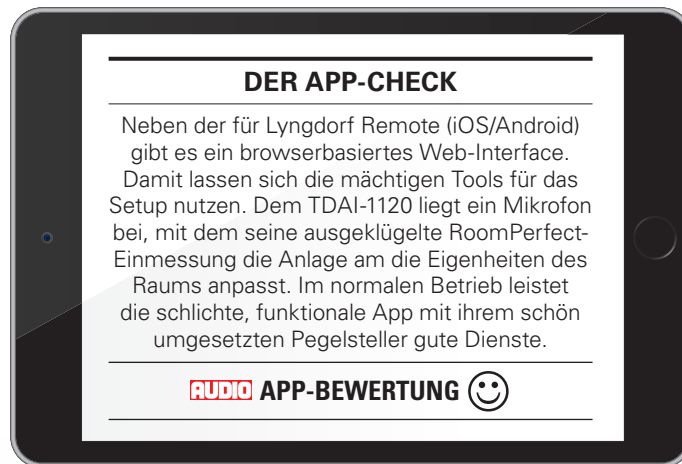 DER APP-CHECK
Neben der für Lyngdorf Remote (iOS/Android)
gibt es ein browserbasiertes Web-Interface.
Damit lassen sich die mächtigen Tools für das
Setup nutzen. Dem TDAI-1120 liegt ein Mikrofon
bei, mit dem seine ausgeklügelte RoomPerfect-
Einmessung die Anlage am die Eigenheiten des
Raums anpasst. Im normalen Betrieb leistet
die schlichte, funktionale App mit ihrem schön
umgesetzten Pegelsteller gute Dienste.
AUDIO APP-BEWERTUNG